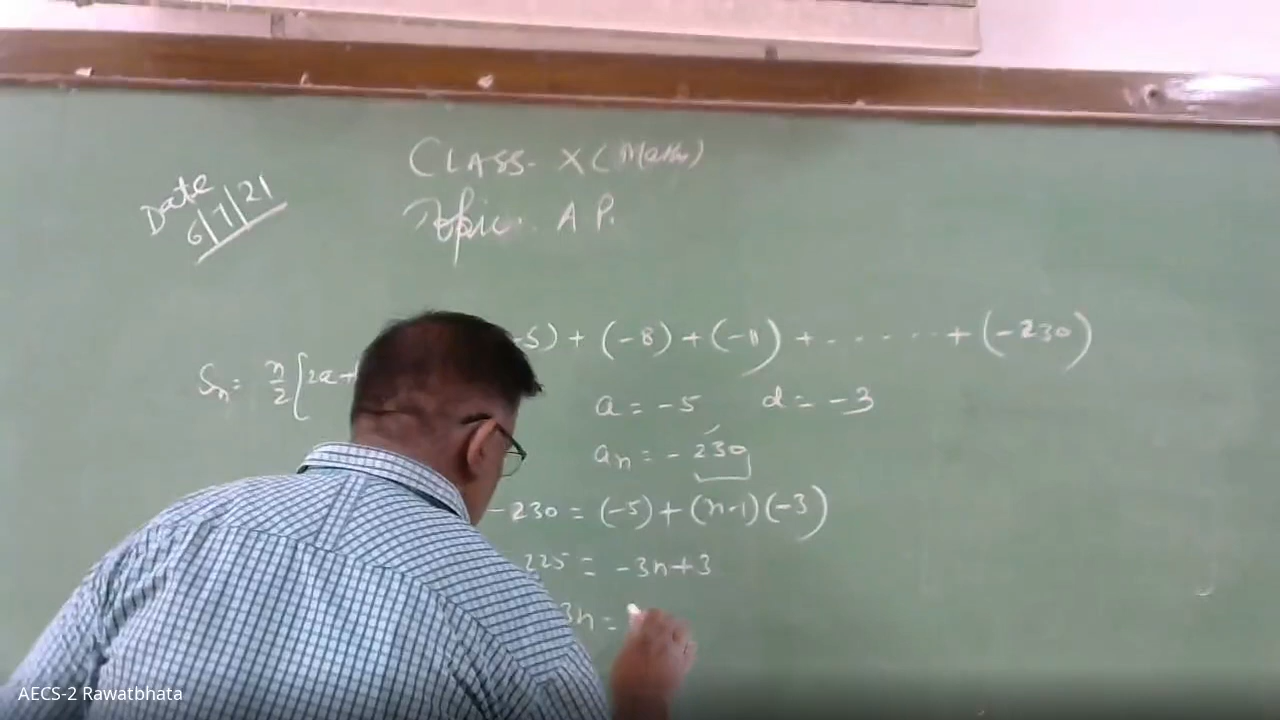 CLASS- X (Maths)
Date
6/7/21
Topic. A P.
-5) + (-8) + (-11) + ........ + (-230)
Sn = n/2 [2a+
a = -5 d = -3
an = - 230
-230 = (-5) + (n-1) (-3)
225 = -3n+3
3n =
AECS-2 Rawatbhata